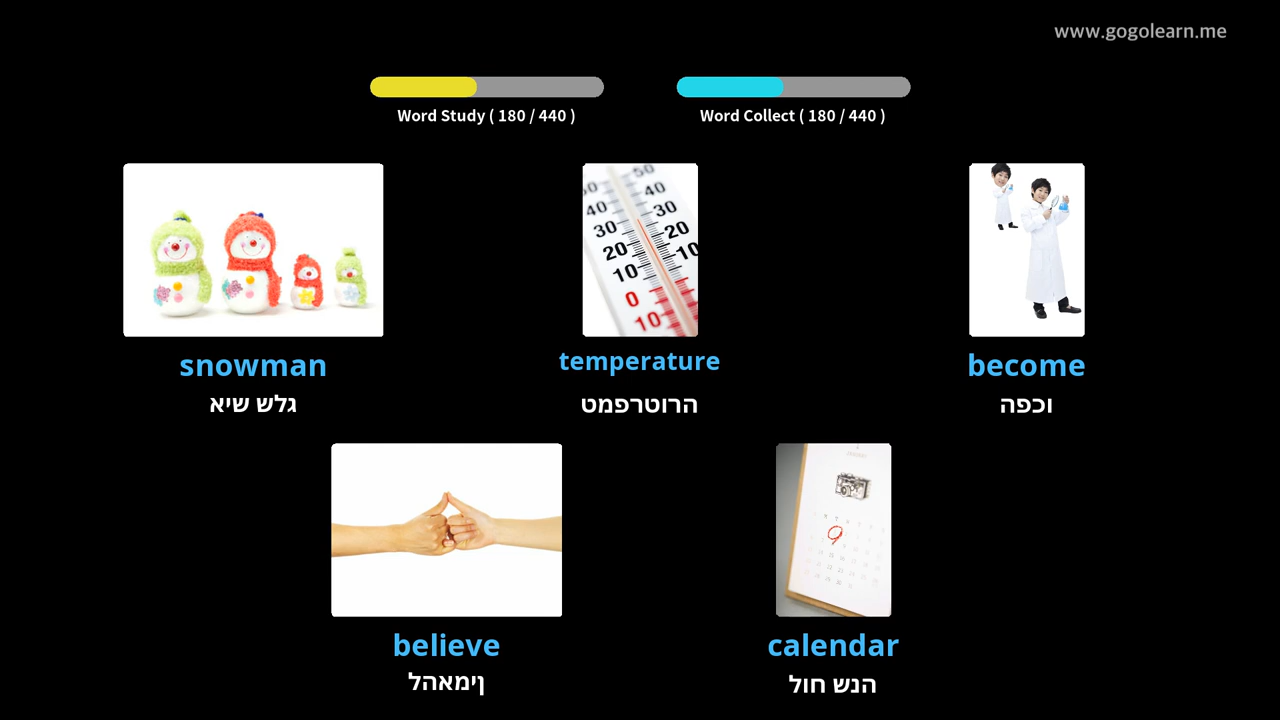 www.gogolearn.me
Word Study ( 180 / 440 )
Word Collect ( 180 / 440 )
snowman
גלש שיא
temperature
הרוטרפמט
become
וכפה
believe
ןימאהל
calendar
הנש חול